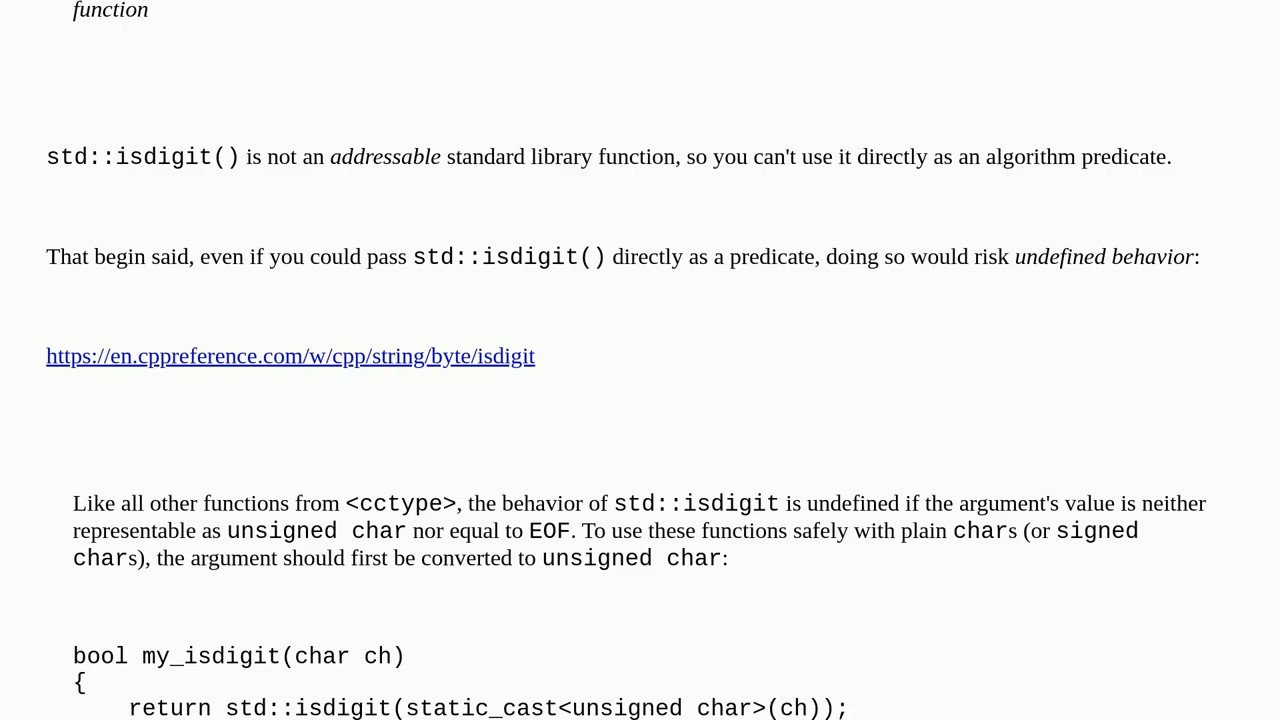 function
std::isdigit() is not an addressable standard library function, so you can't use it directly as an algorithm predicate.
That begin said, even if you could pass std::isdigit() directly as a predicate, doing so would risk undefined behavior:
https://en.cppreference.com/w/cpp/string/byte/isdigit
Like all other functions from <cctype>, the behavior of std::isdigit is undefined if the argument's value is neither
representable as unsigned char nor equal to EOF. To use these functions safely with plain chars (or signed
chars), the argument should first be converted to unsigned char:
bool my_isdigit(char ch)
{
    return std::isdigit(static_cast<unsigned char>(ch));